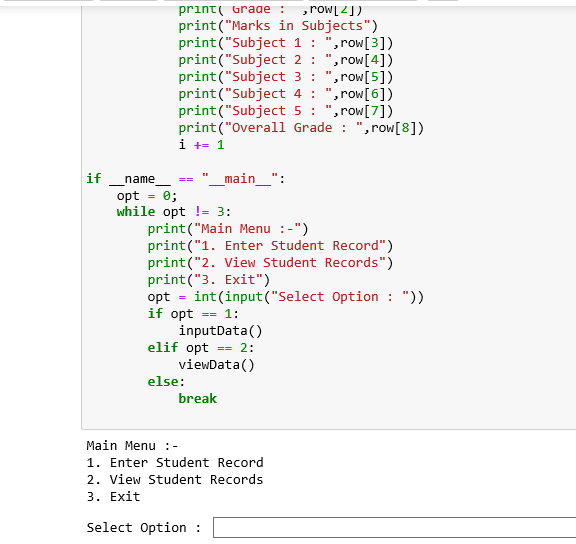 print( Grade : ",row[2])
print("Marks in Subjects")
print("Subject 1 : ",row[3])
print("Subject 2 : ",row[4])
print("Subject 3 : ",row[5])
print("Subject 4 : ",row[6])
print("Subject 5 : ",row[7])
print("Overall Grade : ",row[8])
i += 1
if __name__ == "__main__":
opt = 0;
while opt != 3:
print("Main Menu :-")
print("1. Enter Student Record")
print("2. View Student Records")
print("3. Exit")
opt = int(input("Select Option : "))
if opt == 1:
inputData()
elif opt == 2:
viewData()
else:
break
Main Menu :-
1. Enter Student Record
2. View Student Records
3. Exit
Select Option :